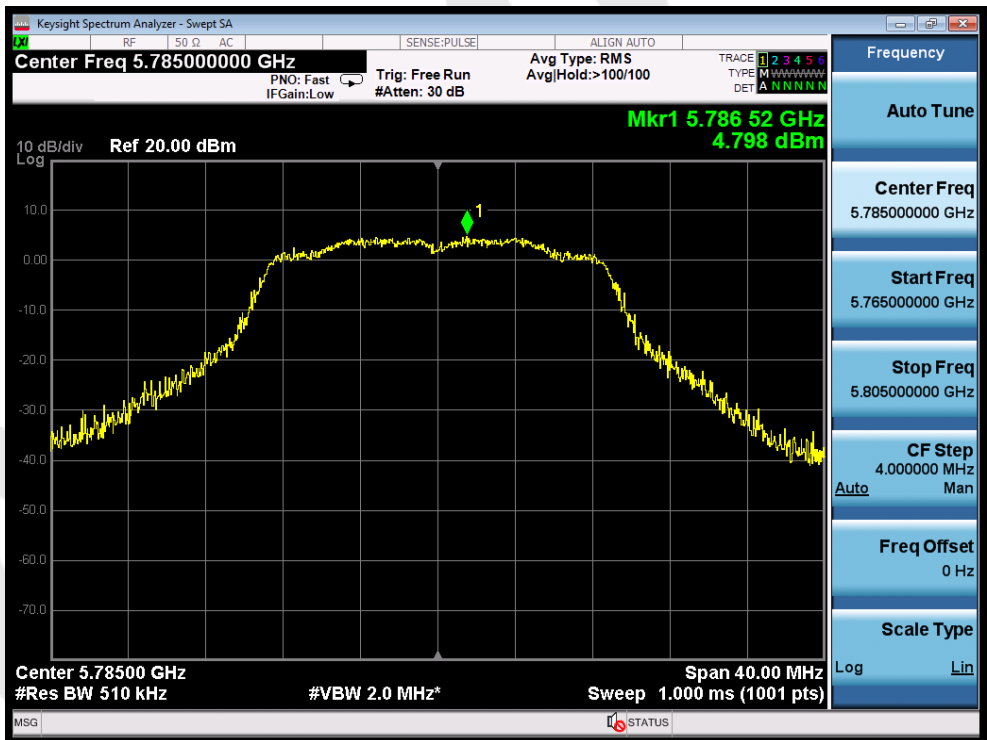 Keysight Spectrum Analyzer - Swept SA
LXI RF 50 Ω AC SENSE:PULSE ALIGN AUTO
Center Freq 5.785000000 GHz
PNO: Fast
IFGain:Low
Trig: Free Run
#Atten: 30 dB
Avg Type: RMS
Avg|Hold:>100/100
TRACE 1 2 3 4 5 6
TYPE M WWWWW
DET A N N N N N
Mkr1 5.786 52 GHz
4.798 dBm
10 dB/div Ref 20.00 dBm
Log
1
10.0
0.00
-10.0
-20.0
-30.0
-40.0
-50.0
-60.0
-70.0
Center 5.78500 GHz Span 40.00 MHz
#Res BW 510 kHz #VBW 2.0 MHz* Sweep 1.000 ms (1001 pts)
MSG STATUS
Frequency
Auto Tune
Center Freq
5.785000000 GHz
Start Freq
5.765000000 GHz
Stop Freq
5.805000000 GHz
CF Step
4.000000 MHz
Auto Man
Freq Offset
0 Hz
Scale Type
Log Lin